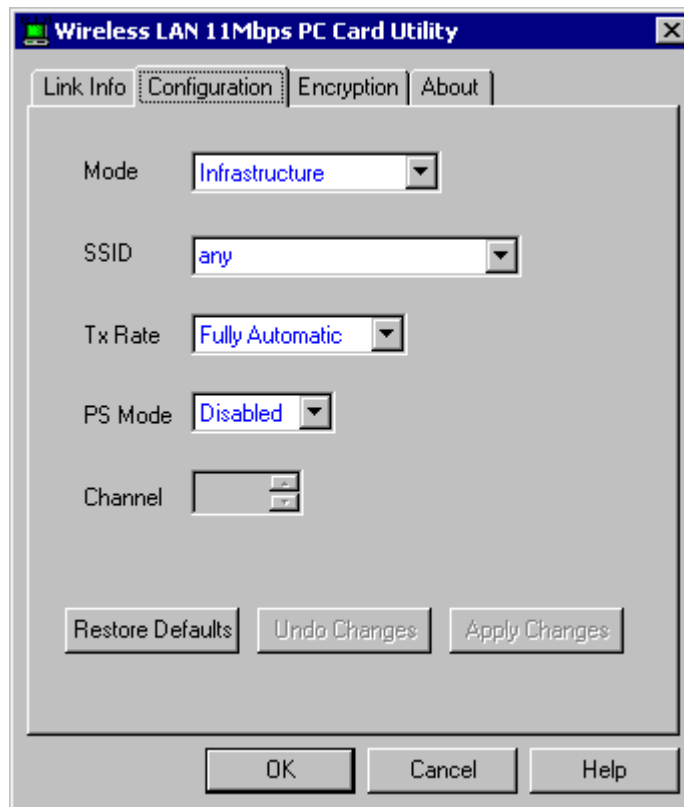 Wireless LAN 11Mbps PC Card Utility
Link Info Configuration Encryption About
Mode Infrastructure
SSID any
Tx Rate Fully Automatic
PS Mode Disabled
Channel
Restore Defaults Undo Changes Apply Changes
OK Cancel Help